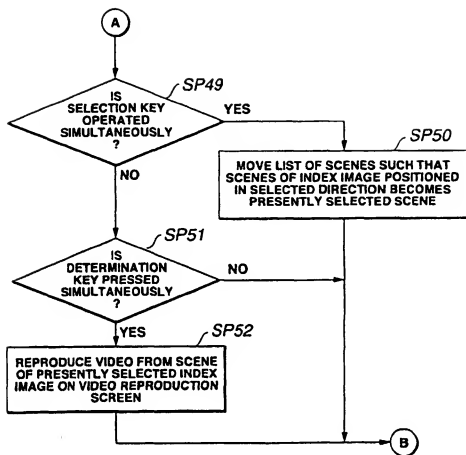 A
SP49
IS
SELECTION KEY
OPERATED
SIMULTANEOUSLY
?
YES
NO
SP50
MOVE LIST OF SCENES SUCH THAT
SCENES OF INDEX IMAGE POSITIONED
IN SELECTED DIRECTION BECOMES
PRESENTLY SELECTED SCENE
SP51
IS
DETERMINATION
KEY PRESSED
SIMULTANEOUSLY
?
NO
YES
SP52
REPRODUCE VIDEO FROM SCENE
OF PRESENTLY SELECTED INDEX
IMAGE ON VIDEO REPRODUCTION
SCREEN
B